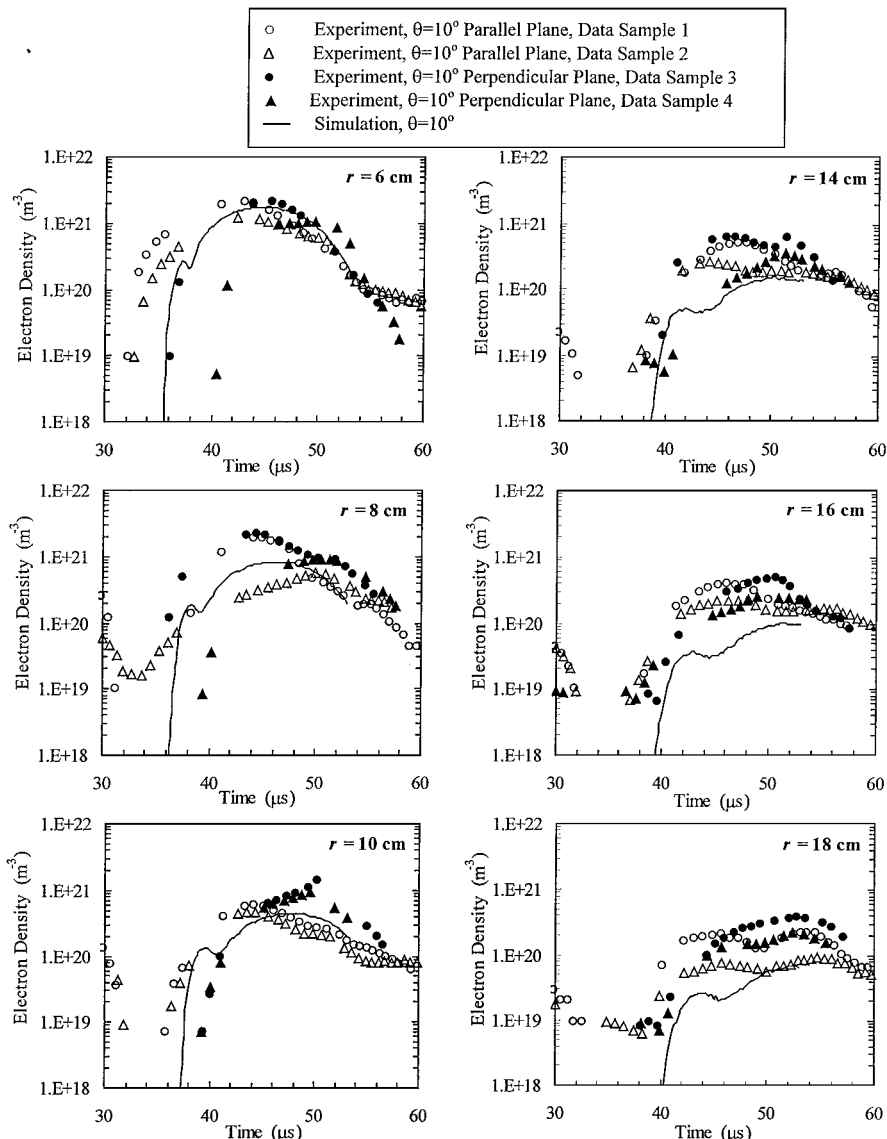 Experiment, θ=10° Parallel Plane, Data Sample 1
Experiment, θ=10° Parallel Plane, Data Sample 2
Experiment, θ=10° Perpendicular Plane, Data Sample 3
Experiment, θ=10° Perpendicular Plane, Data Sample 4
Simulation, θ=10°
Electron Density (m⁻³)
1.E+22
1.E+21
1.E+20
1.E+19
1.E+18
r = 6 cm
30 40 50 60
Time (μs)
Electron Density (m⁻³)
1.E+22
1.E+21
1.E+20
1.E+19
1.E+18
r = 14 cm
30 40 50 60
Time (μs)
Electron Density (m⁻³)
1.E+22
1.E+21
1.E+20
1.E+19
1.E+18
r = 8 cm
30 40 50 60
Time (μs)
Electron Density (m⁻³)
1.E+22
1.E+21
1.E+20
1.E+19
1.E+18
r = 16 cm
30 40 50 60
Time (μs)
Electron Density (m⁻³)
1.E+22
1.E+21
1.E+20
1.E+19
1.E+18
r = 10 cm
30 40 50 60
Time (μs)
Electron Density (m⁻³)
1.E+22
1.E+21
1.E+20
1.E+19
1.E+18
r = 18 cm
30 40 50 60
Time (μs)